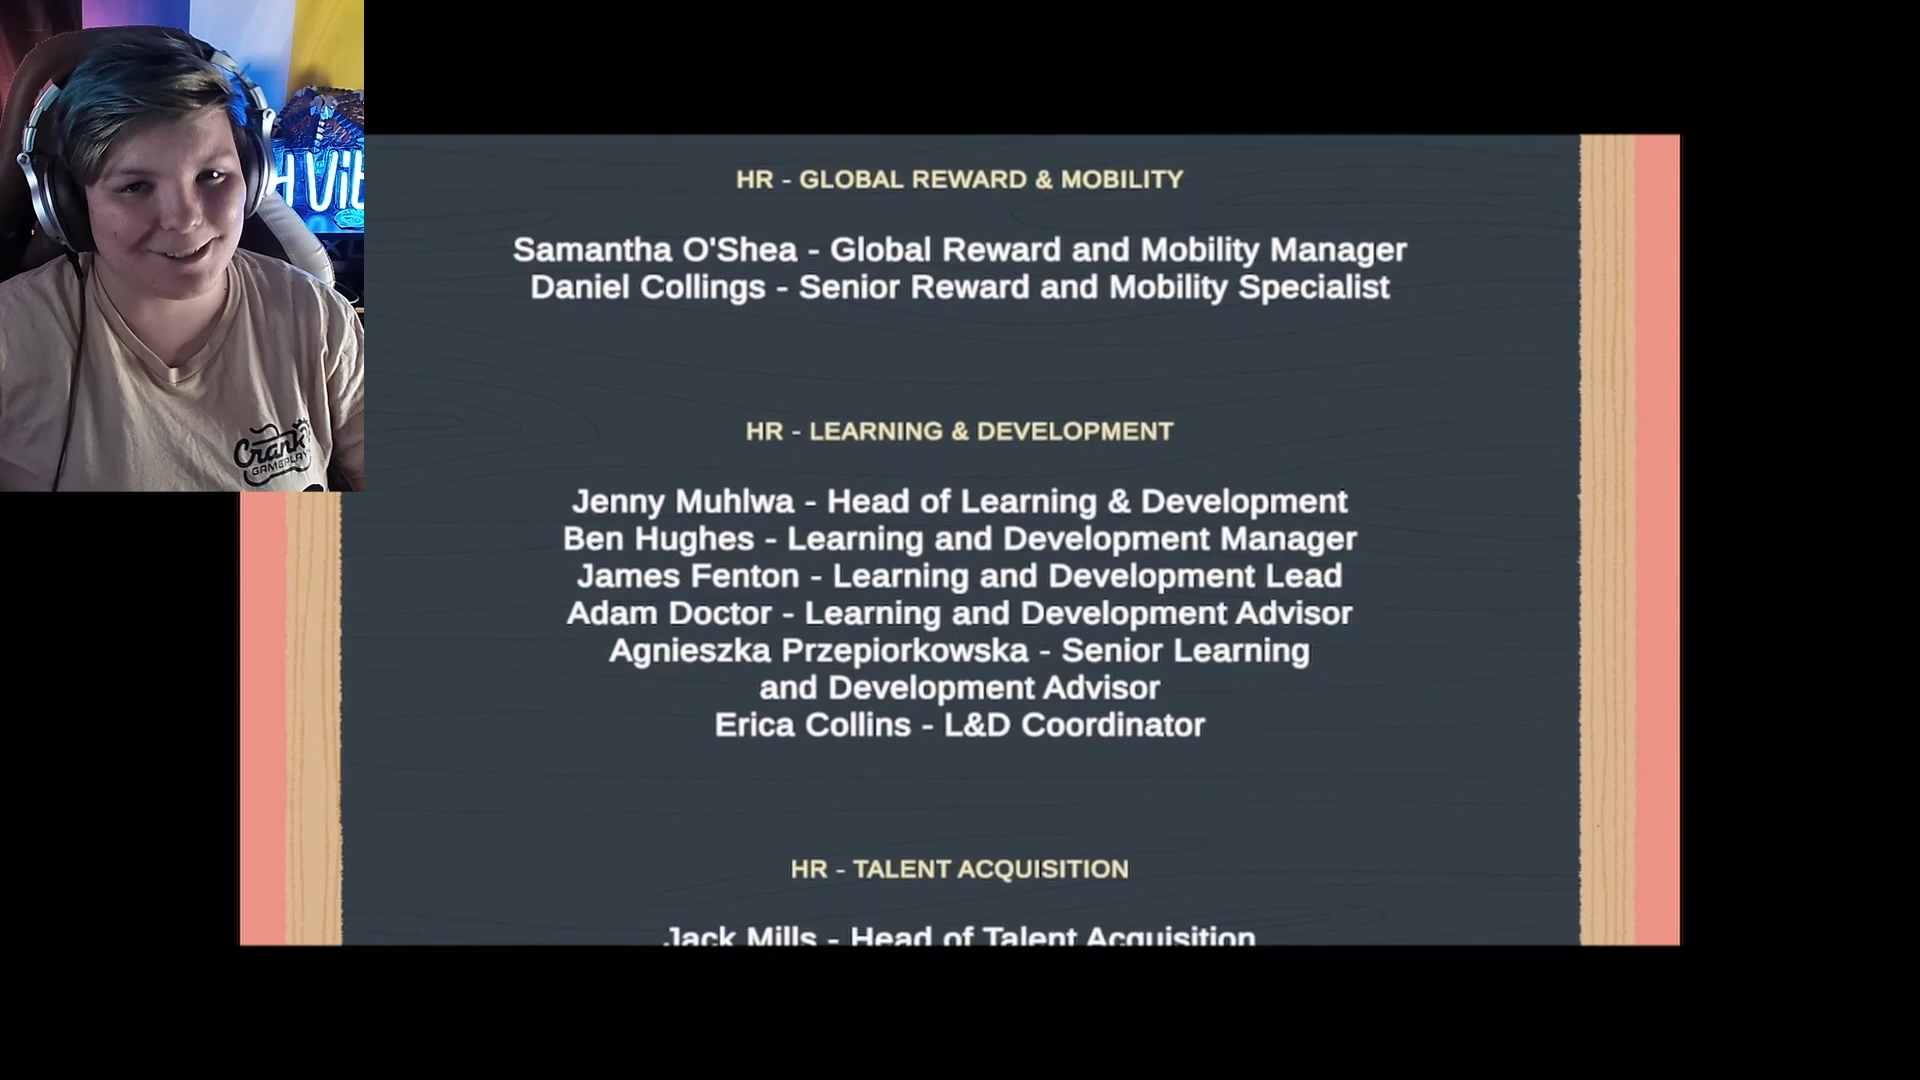 HR - GLOBAL REWARD & MOBILITY
Samantha O'Shea - Global Reward and Mobility Manager
Daniel Collings - Senior Reward and Mobility Specialist
HR - LEARNING & DEVELOPMENT
Jenny Muhlwa - Head of Learning & Development
Ben Hughes - Learning and Development Manager
James Fenton - Learning and Development Lead
Adam Doctor - Learning and Development Advisor
Agnieszka Przepiorkowska - Senior Learning
and Development Advisor
Erica Collins - L&D Coordinator
HR - TALENT ACQUISITION
Jack Mills - Head of Talent Acquisition
Crank
GAMEPLAYS